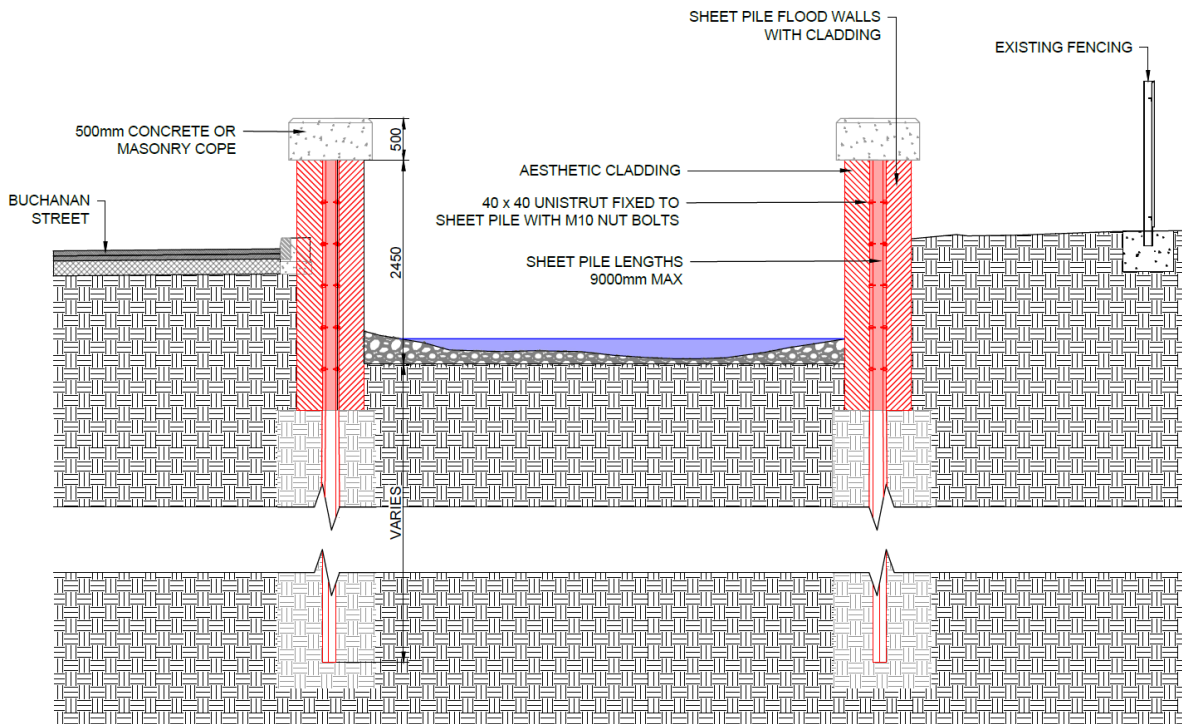 SHEET PILE FLOOD WALLS
WITH CLADDING
EXISTING FENCING
500mm CONCRETE OR
MASONRY COPE
500
AESTHETIC CLADDING
BUCHANAN
STREET
40 x 40 UNISTRUT FIXED TO
SHEET PILE WITH M10 NUT BOLTS
2450
SHEET PILE LENGTHS
9000mm MAX
VARIES